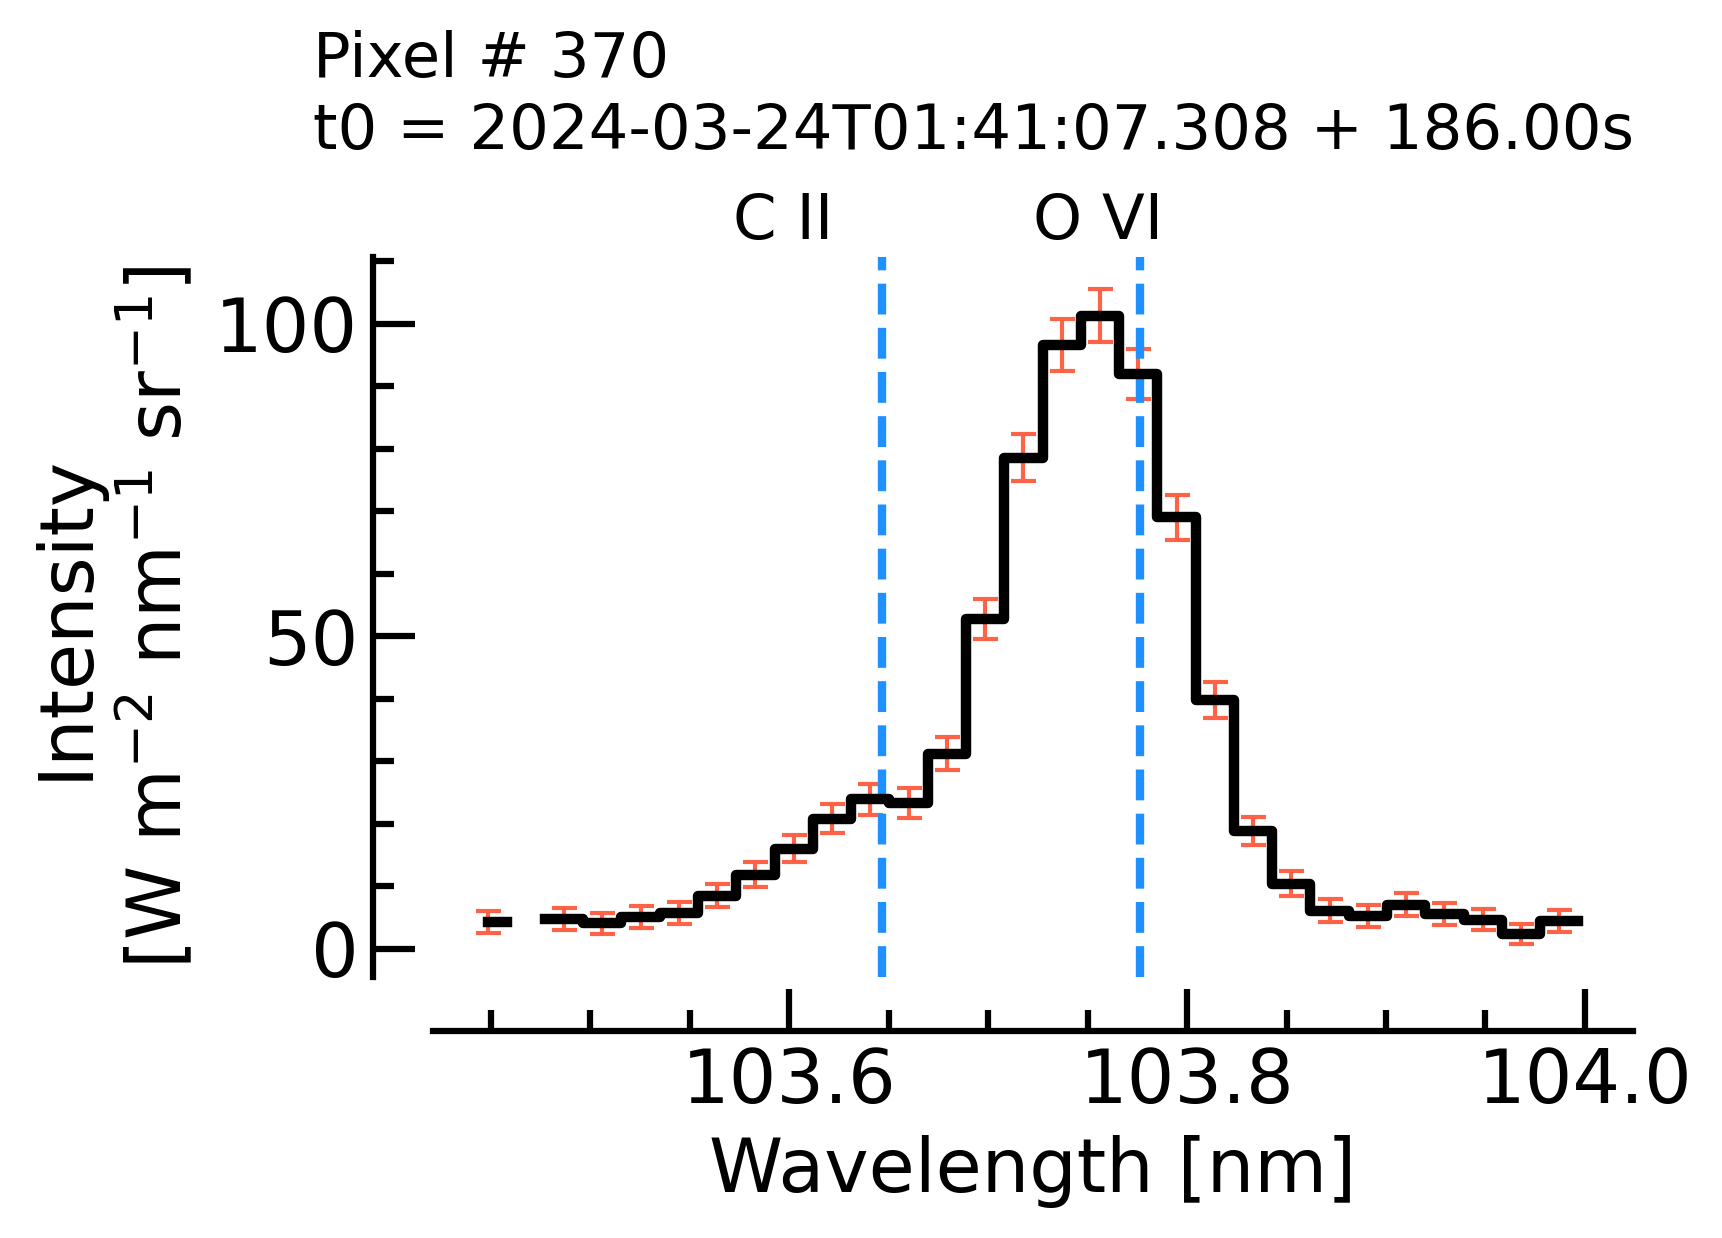 Pixel # 370
t0 = 2024-03-24T01:41:07.308 + 186.00s
C II O VI
Intensity
[W m⁻² nm⁻¹ sr⁻¹]
100
50
0
103.6 103.8 104.0
Wavelength [nm]